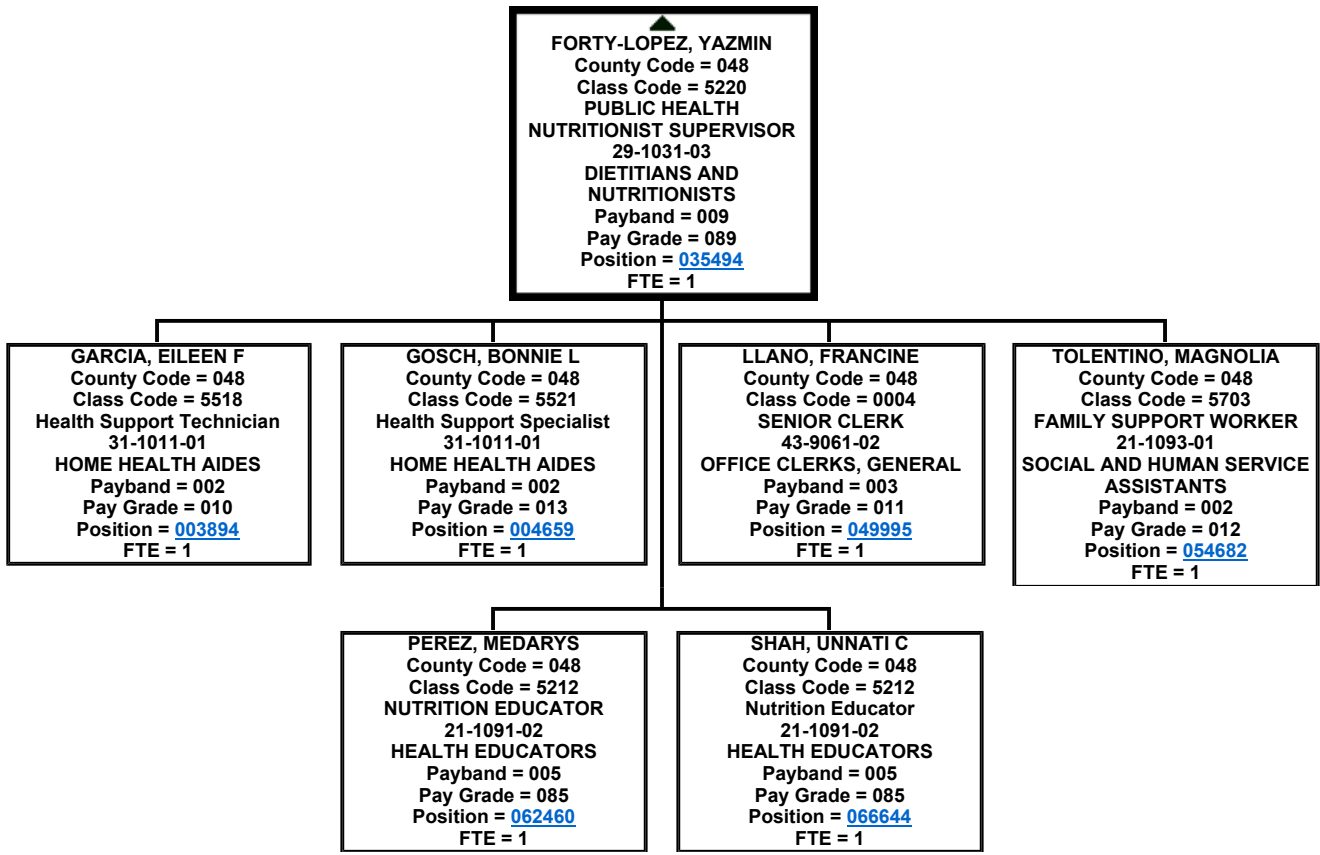 FORTY-LOPEZ, YAZMIN
County Code = 048
Class Code = 5220
PUBLIC HEALTH
NUTRITIONIST SUPERVISOR
29-1031-03
DIETITIANS AND
NUTRITIONISTS
Payband = 009
Pay Grade = 089
Position = 035494
FTE = 1
GARCIA, EILEEN F
County Code = 048
Class Code = 5518
Health Support Technician
31-1011-01
HOME HEALTH AIDES
Payband = 002
Pay Grade = 010
Position = 003894
FTE = 1
GOSCH, BONNIE L
County Code = 048
Class Code = 5521
Health Support Specialist
31-1011-01
HOME HEALTH AIDES
Payband = 002
Pay Grade = 013
Position = 004659
FTE = 1
LLANO, FRANCINE
County Code = 048
Class Code = 0004
SENIOR CLERK
43-9061-02
OFFICE CLERKS, GENERAL
Payband = 003
Pay Grade = 011
Position = 049995
FTE = 1
TOLENTINO, MAGNOLIA
County Code = 048
Class Code = 5703
FAMILY SUPPORT WORKER
21-1093-01
SOCIAL AND HUMAN SERVICE
ASSISTANTS
Payband = 002
Pay Grade = 012
Position = 054682
FTE = 1
PEREZ, MEDARYS
County Code = 048
Class Code = 5212
NUTRITION EDUCATOR
21-1091-02
HEALTH EDUCATORS
Payband = 005
Pay Grade = 085
Position = 062460
FTE = 1
SHAH, UNNATI C
County Code = 048
Class Code = 5212
Nutrition Educator
21-1091-02
HEALTH EDUCATORS
Payband = 005
Pay Grade = 085
Position = 066644
FTE = 1